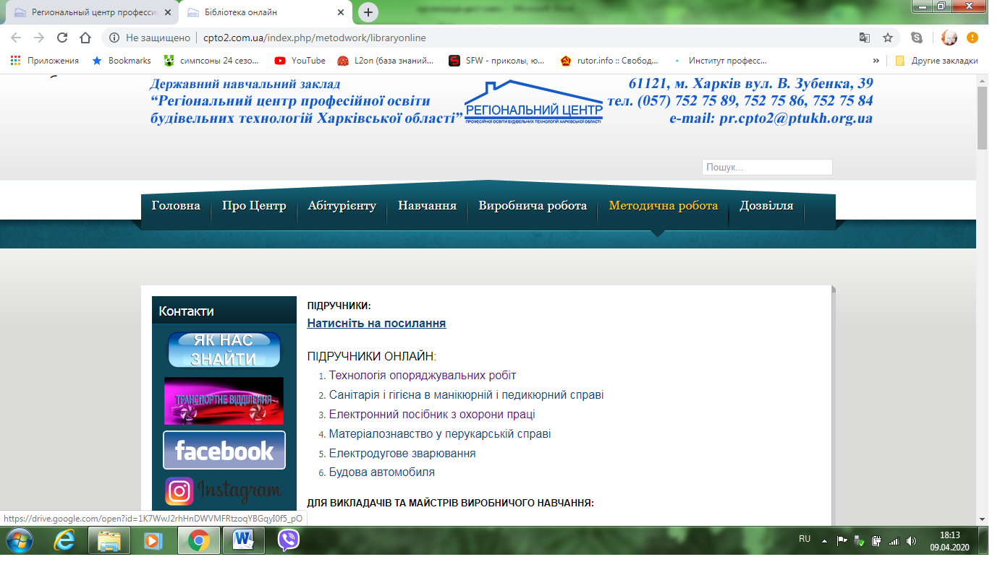 Региональный центр професси
Бібліотека онлайн
Не защищено
cpto2.com.ua/index.php/metodwork/libraryonline
Приложения
Bookmarks
симпсоны 24 сезо...
YouTube
L2on (база знаний...
SFW - приколы, ю...
rutor.info :: Свобод...
Институт професс...
»
Другие закладки
Державний навчальний заклад
“Регіональний центр професійної освіти
будівельних технологій Харківської області”
РЕГІОНАЛЬНИЙ ЦЕНТР
ПРОФЕСІЙНОЇ ОСВІТИ БУДІВЕЛЬНИХ ТЕХНОЛОГІЙ ХАРКІВСЬКОЇ ОБЛАСТІ
61121, м. Харків вул. В. Зубенка, 39
тел. (057) 752 75 89, 752 75 86, 752 75 84
e-mail: pr.cpto2@ptukh.org.ua
Пошук...
Головна
Про Центр
Абітурієнту
Навчання
Виробнича робота
Методична робота
Дозвілля
Контакти
ЯК НАС
ЗНАЙТИ
ТРАНСПОРТНЕ ВІДДІЛЕННЯ
facebook
Instagram
ПІДРУЧНИКИ:
Натисніть на посилання
ПІДРУЧНИКИ ОНЛАЙН:
1. Технологія опоряджувальних робіт
2. Санітарія і гігієна в манікюрній і педикюрний справі
3. Електронний посібник з охорони праці
4. Матеріалознавство у перукарській справі
5. Електродугове зварювання
6. Будова автомобиля
ДЛЯ ВИКЛАДАЧІВ ТА МАЙСТРІВ ВИРОБНИЧОГО НАВЧАННЯ:
https://drive.google.com/open?id=1K7WwJ2rhHnDWVMFRtzoqYBGqyI0f5_pO
RU
18:13
09.04.2020